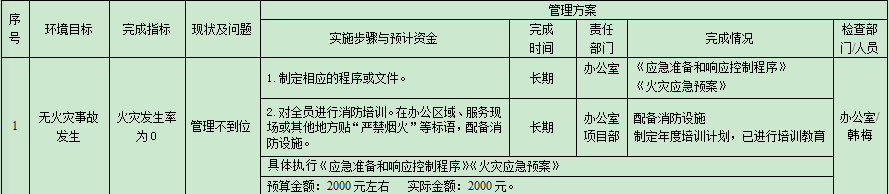 序号 环境目标 完成指标 现状及问题 管理方案 检查部门/人员
实施步骤与预计资金 完成时间 责任部门 完成情况
1 无火灾事故发生 火灾发生率为0 管理不到位 办公室/韩梅
1.制定相应的程序或文件。 长期 办公室 《应急准备和响应控制程序》
《火灾应急预案》
2.对全员进行消防培训。在办公区域、服务现
场或其他地方贴“严禁烟火”等标语，配备消
防设施。 长期 办公室
项目部 配备消防设施
制定年度培训计划，已进行培训教育
具体执行《应急准备和响应控制程序》《火灾应急预案》
预算金额：2000元左右 实际金额：2000元。